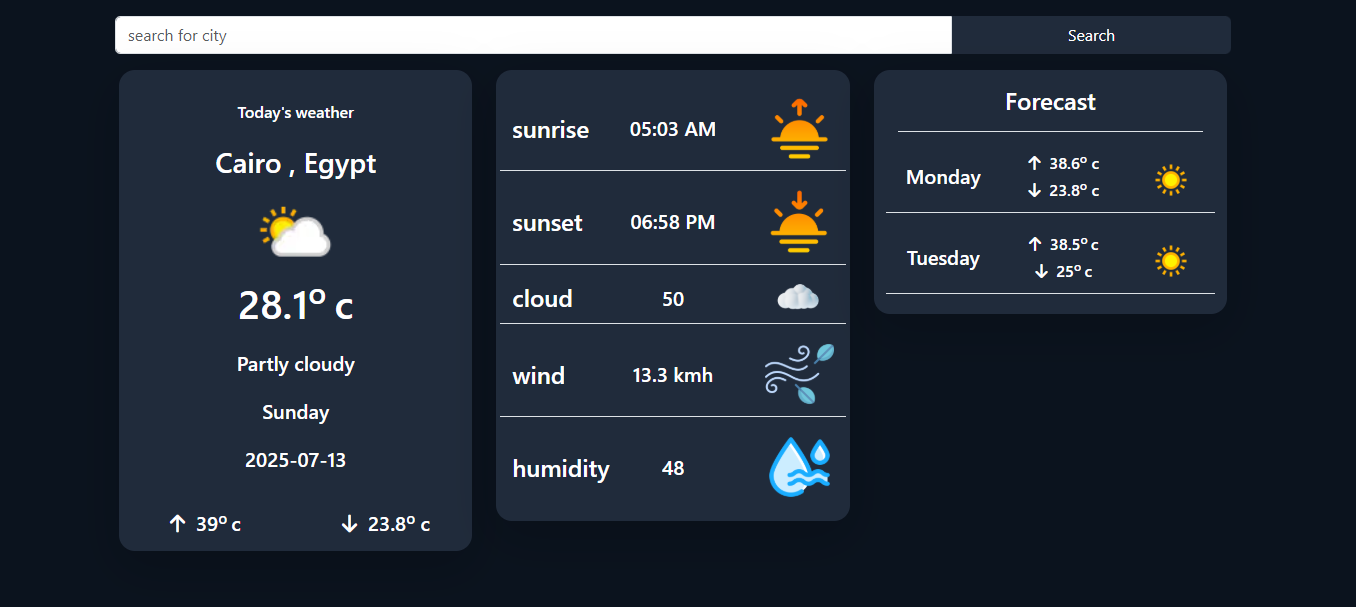 search for city
Search
Today's weather
Cairo , Egypt
28.1º c
Partly cloudy
Sunday
2025-07-13
↑ 39º c ↓ 23.8º c
sunrise 05:03 AM
sunset 06:58 PM
cloud 50
wind 13.3 kmh
humidity 48
Forecast
Monday
↑ 38.6º c
↓ 23.8º c
Tuesday
↑ 38.5º c
↓ 25º c